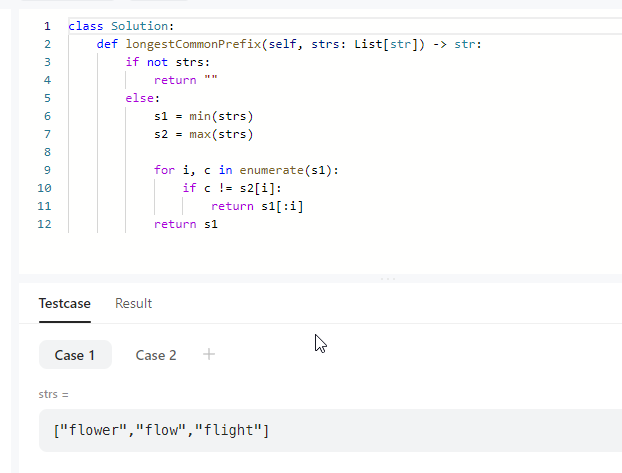 1 class Solution:
2     def longestCommonPrefix(self, strs: List[str]) -> str:
3         if not strs:
4             return ""
5         else:
6             s1 = min(strs)
7             s2 = max(strs)
8
9             for i, c in enumerate(s1):
10                 if c != s2[i]:
11                     return s1[:i]
12             return s1
Testcase Result
Case 1 Case 2 +
strs =
["flower","flow","flight"]